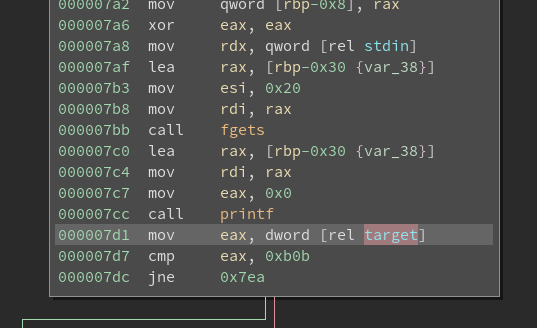 000007a2 mov qword [rbp-0x8], rax
000007a6 xor eax, eax
000007a8 mov rdx, qword [rel stdin]
000007af lea rax, [rbp-0x30 {var_38}]
000007b3 mov esi, 0x20
000007b8 mov rdi, rax
000007bb call fgets
000007c0 lea rax, [rbp-0x30 {var_38}]
000007c4 mov rdi, rax
000007c7 mov eax, 0x0
000007cc call printf
000007d1 mov eax, dword [rel target]
000007d7 cmp eax, 0xb0b
000007dc jne 0x7ea